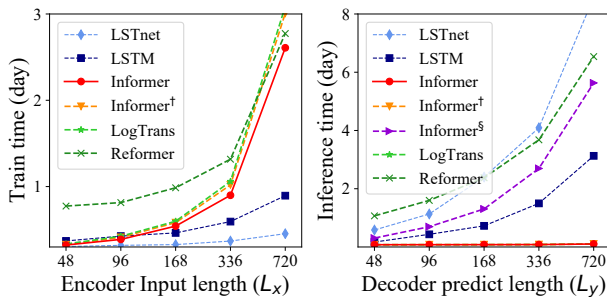 3
2
1
Train time (day)
LSTnet
LSTM
Informer
Informer†
LogTrans
Reformer
48 96 168 336 720
Encoder Input length (Lx)
8
6
4
2
Inference time (day)
LSTnet
LSTM
Informer
Informer†
Informer§
LogTrans
Reformer
48 96 168 336 720
Decoder predict length (Ly)